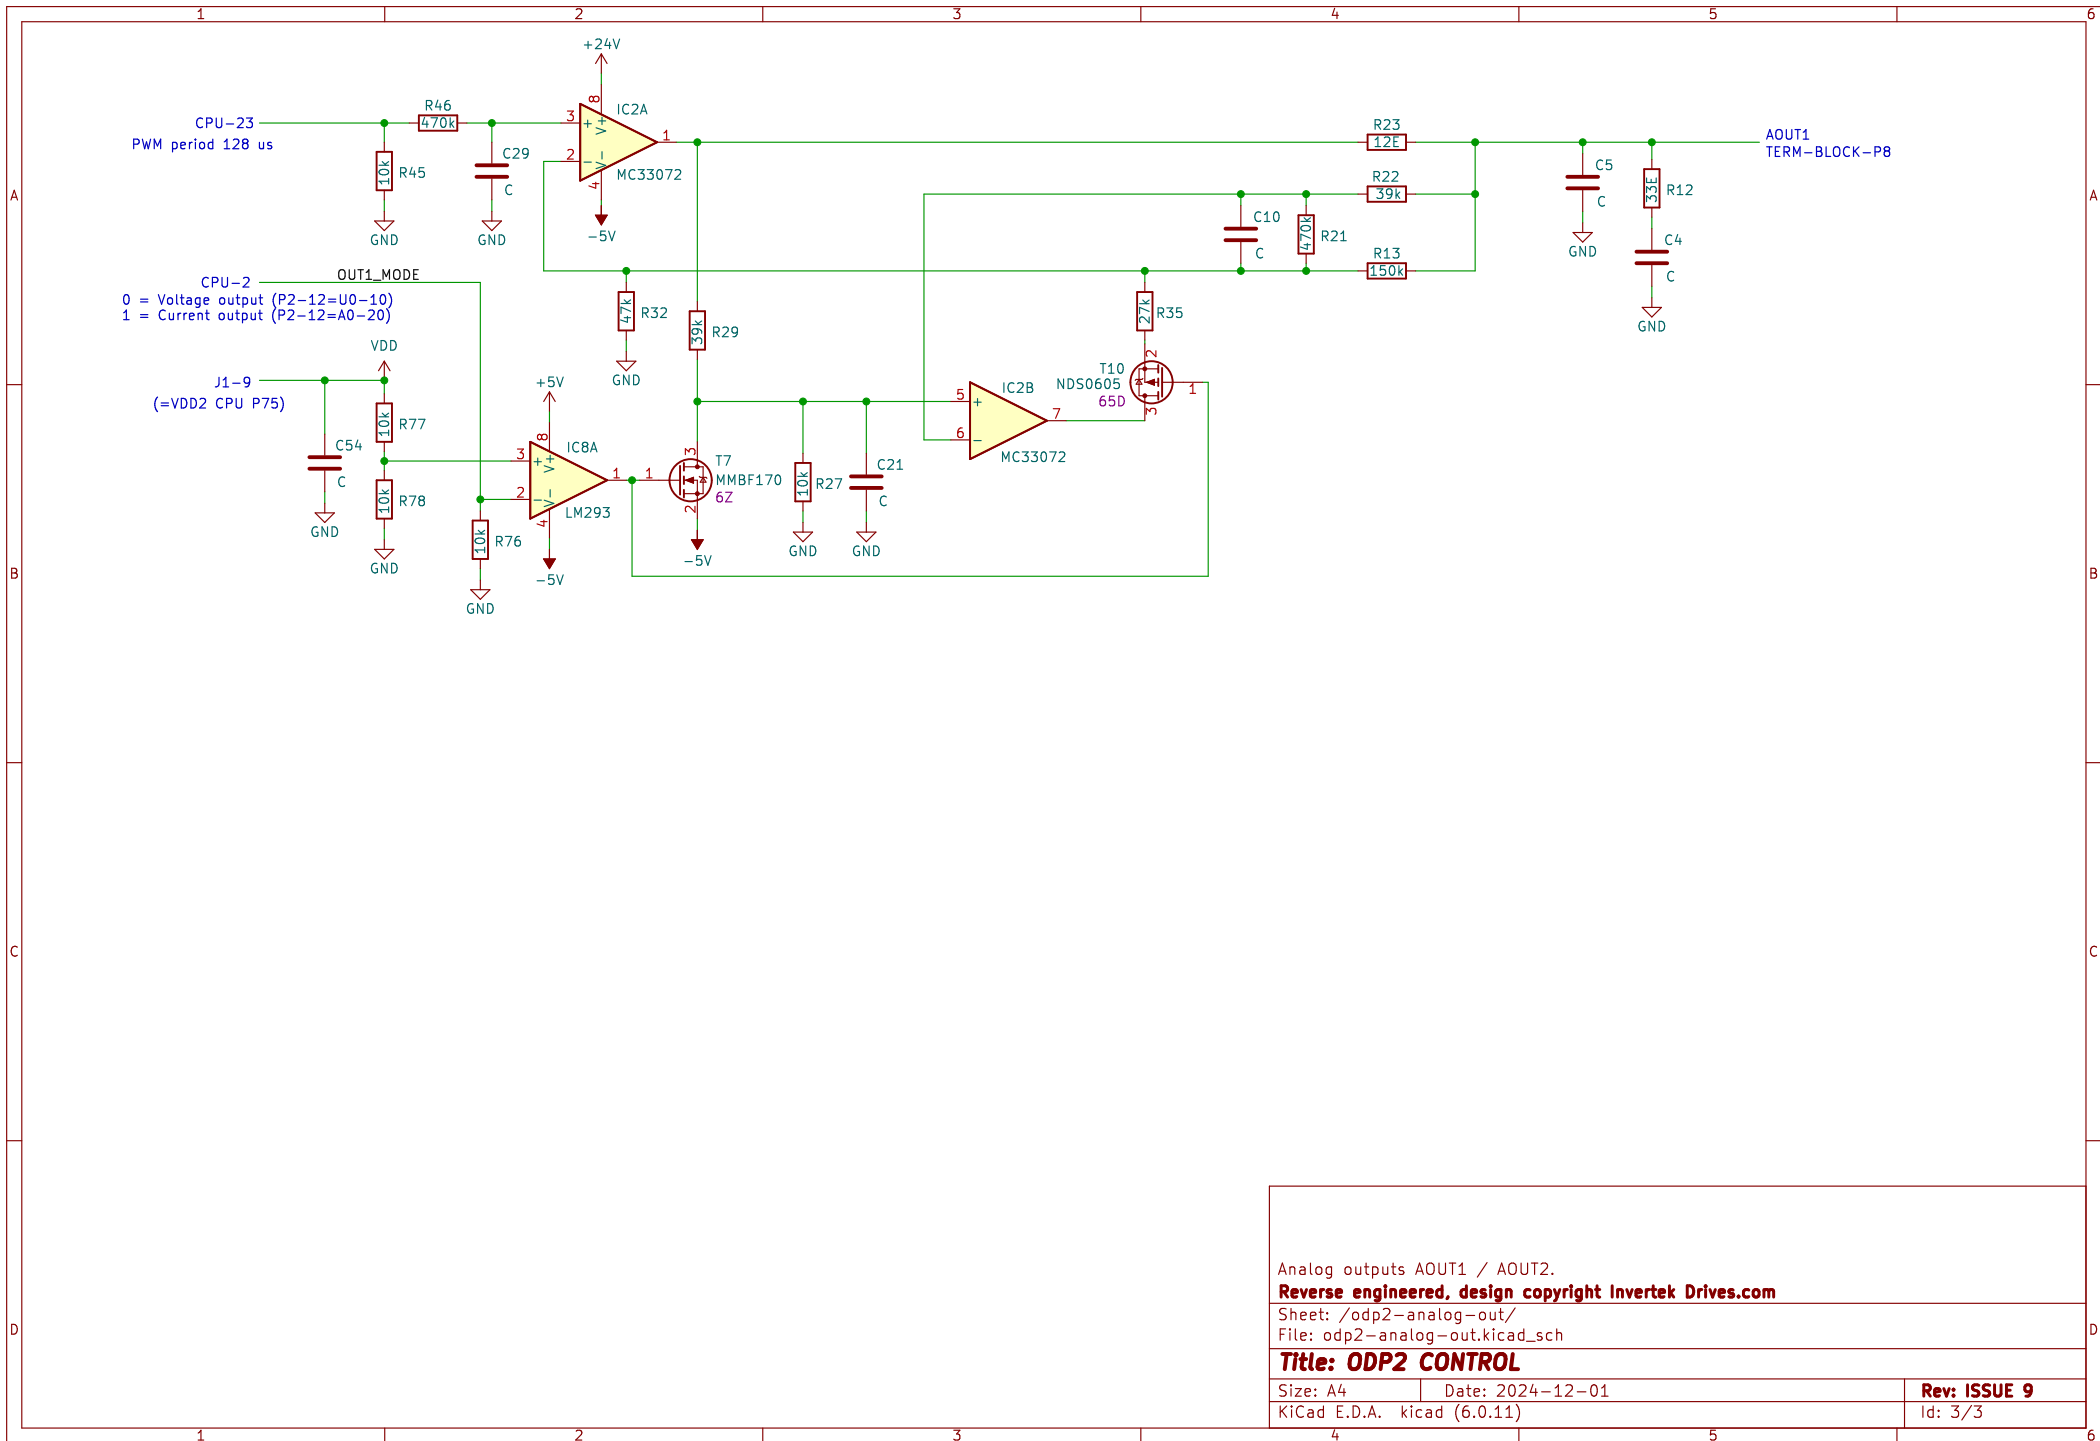 1 2 3 4 5 6
+24V
CPU-23
PWM period 128 us
R46
470k
10k
R45
GND
C29
C
GND
3
2
8
4
1
+
-
V+
V-
IC2A
MC33072
-5V
R23
12E
R22
39k
R13
150k
C10
C
470k
R21
C5
C
GND
33E
R12
C4
C
GND
AOUT1
TERM-BLOCK-P8
A
A
CPU-2
OUT1_MODE
0 = Voltage output (P2-12=U0-10)
1 = Current output (P2-12=A0-20)
VDD
J1-9
(=VDD2 CPU P75)
C54
C
GND
10k
R77
10k
R78
GND
10k
R76
GND
+5V
3
2
8
4
1
+
-
V+
V-
IC8A
LM293
-5V
47k
R32
GND
39k
R29
1
3
2
T7
MMBF170
6Z
-5V
10k
R27
GND
C21
C
GND
5
6
7
+
-
IC2B
MC33072
27k
R35
2
T10
NDS0605
65D
1
3
B
B
C
C
D
D
Analog outputs AOUT1 / AOUT2.
Reverse engineered, design copyright Invertek Drives.com
Sheet: /odp2-analog-out/
File: odp2-analog-out.kicad_sch
Title: ODP2 CONTROL
Size: A4 Date: 2024-12-01 Rev: ISSUE 9
KiCad E.D.A. kicad (6.0.11) Id: 3/3
1 2 3 4 5 6